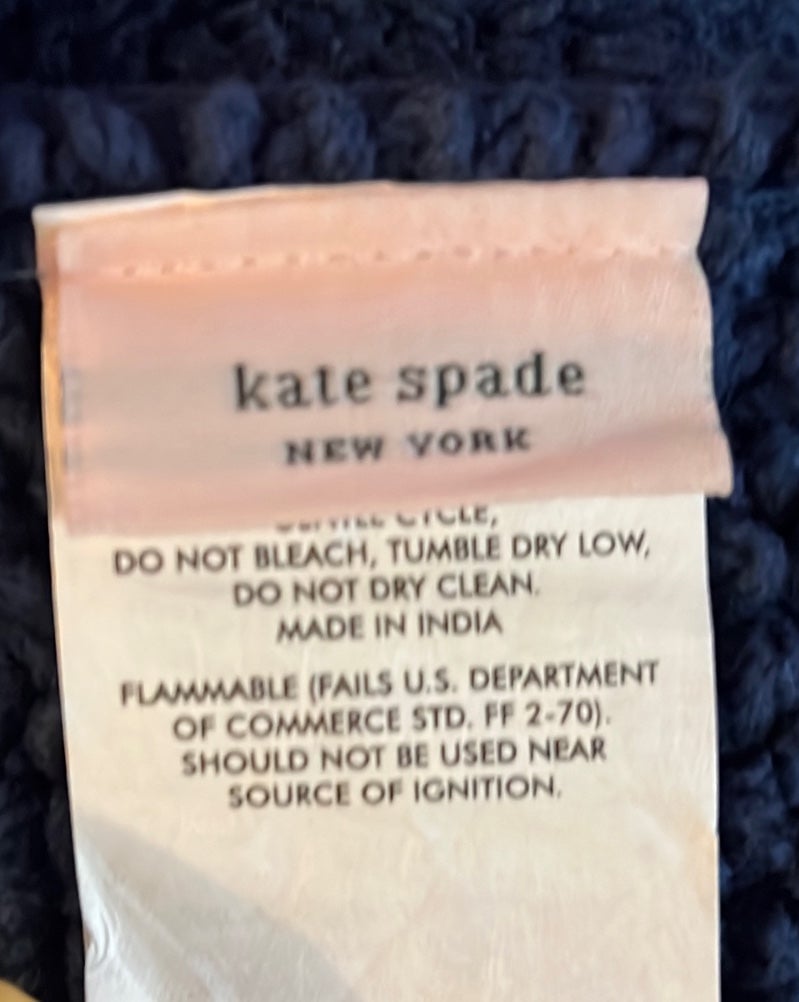 kate spade
NEW YORK
CYCLE,
DO NOT BLEACH, TUMBLE DRY LOW,
DO NOT DRY CLEAN.
MADE IN INDIA
FLAMMABLE (FAILS U.S. DEPARTMENT
OF COMMERCE STD. FF 2-70).
SHOULD NOT BE USED NEAR
SOURCE OF IGNITION.